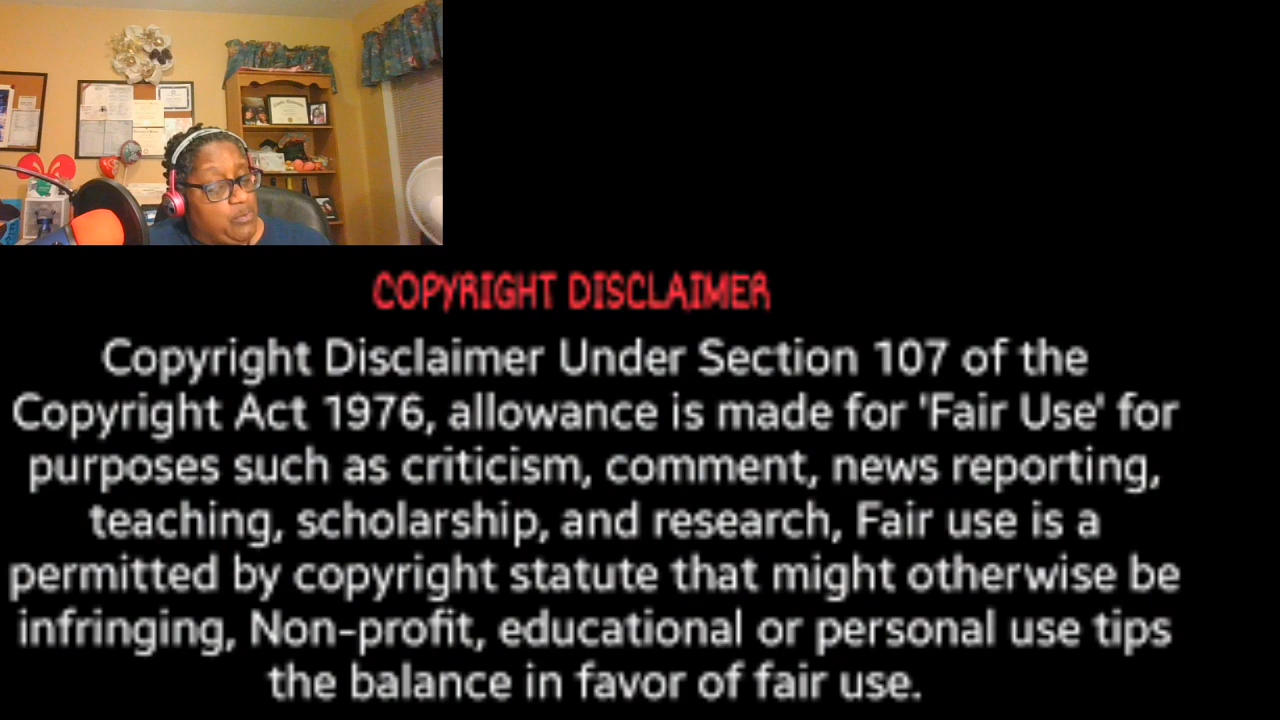 COPYRIGHT DISCLAIMER
Copyright Disclaimer Under Section 107 of the
Copyright Act 1976, allowance is made for 'Fair Use' for
purposes such as criticism, comment, news reporting,
teaching, scholarship, and research, Fair use is a
permitted by copyright statute that might otherwise be
infringing, Non-profit, educational or personal use tips
the balance in favor of fair use.